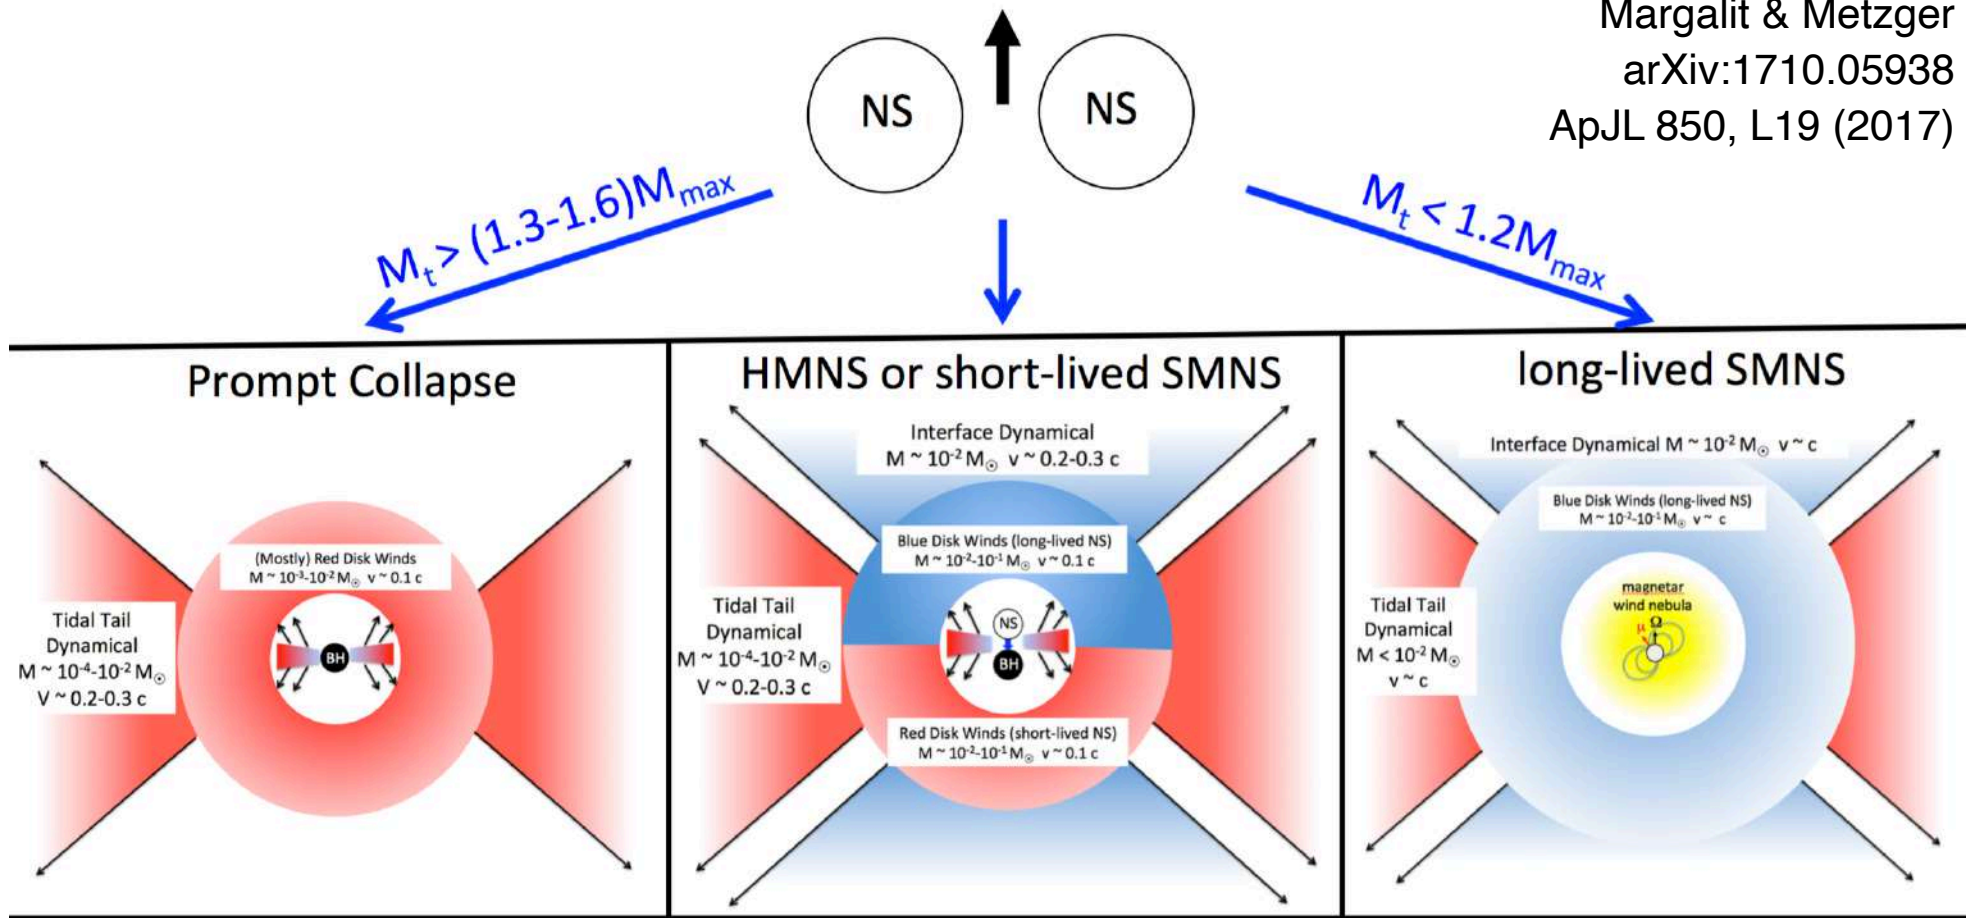 Margalit & Metzger
arXiv:1710.05938
ApJL 850, L19 (2017)
NS
NS
Mₜ > (1.3-1.6)Mₘₐₓ
Mₜ < 1.2Mₘₐₓ
Prompt Collapse
(Mostly) Red Disk Winds
M ~ 10⁻³-10⁻² M☉ v ~ 0.1 c
Tidal Tail
Dynamical
M ~ 10⁻⁴-10⁻² M☉
V ~ 0.2-0.3 c
BH
HMNS or short-lived SMNS
Interface Dynamical
M ~ 10⁻² M☉ v ~ 0.2-0.3 c
Blue Disk Winds (long-lived NS)
M ~ 10⁻²-10⁻¹ M☉ v ~ 0.1 c
Tidal Tail
Dynamical
M ~ 10⁻⁴-10⁻² M☉
V ~ 0.2-0.3 c
NS
BH
Red Disk Winds (short-lived NS)
M ~ 10⁻²-10⁻¹ M☉ v ~ 0.1 c
long-lived SMNS
Interface Dynamical M ~ 10⁻² M☉ v ~ c
Blue Disk Winds (long-lived NS)
M ~ 10⁻²-10⁻¹ M☉ v ~ c
Tidal Tail
Dynamical
M < 10⁻² M☉
v ~ c
magnetar
wind nebula
μ Ω